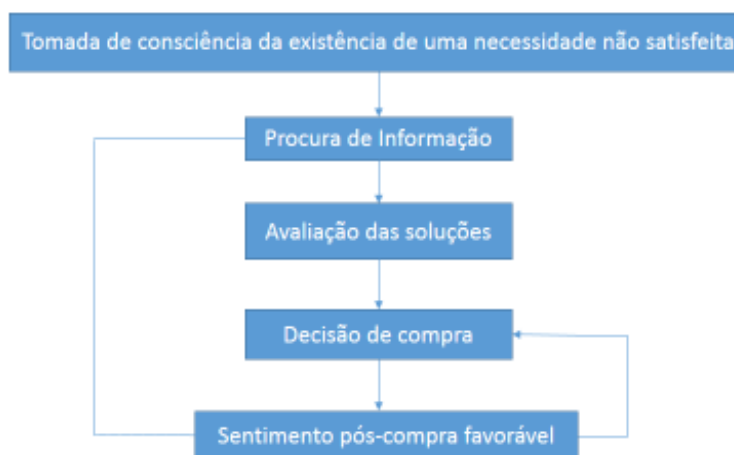 Tomada de consciência da existência de uma necessidade não satisfeita
Procura de Informação
Avaliação das soluções
Decisão de compra
Sentimento pós-compra favorável